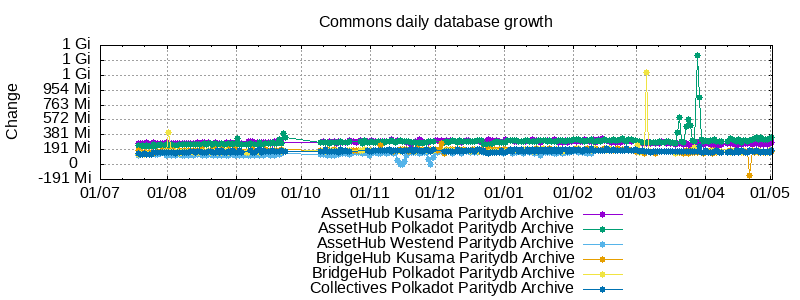 Commons daily database growth
Change
1 Gi
1 Gi
1 Gi
954 Mi
763 Mi
572 Mi
381 Mi
191 Mi
0
-191 Mi
01/07 01/08 01/09 01/10 01/11 01/12 01/01 01/02 01/03 01/04 01/05
AssetHub Kusama Paritydb Archive
AssetHub Polkadot Paritydb Archive
AssetHub Westend Paritydb Archive
BridgeHub Kusama Paritydb Archive
BridgeHub Polkadot Paritydb Archive
Collectives Polkadot Paritydb Archive